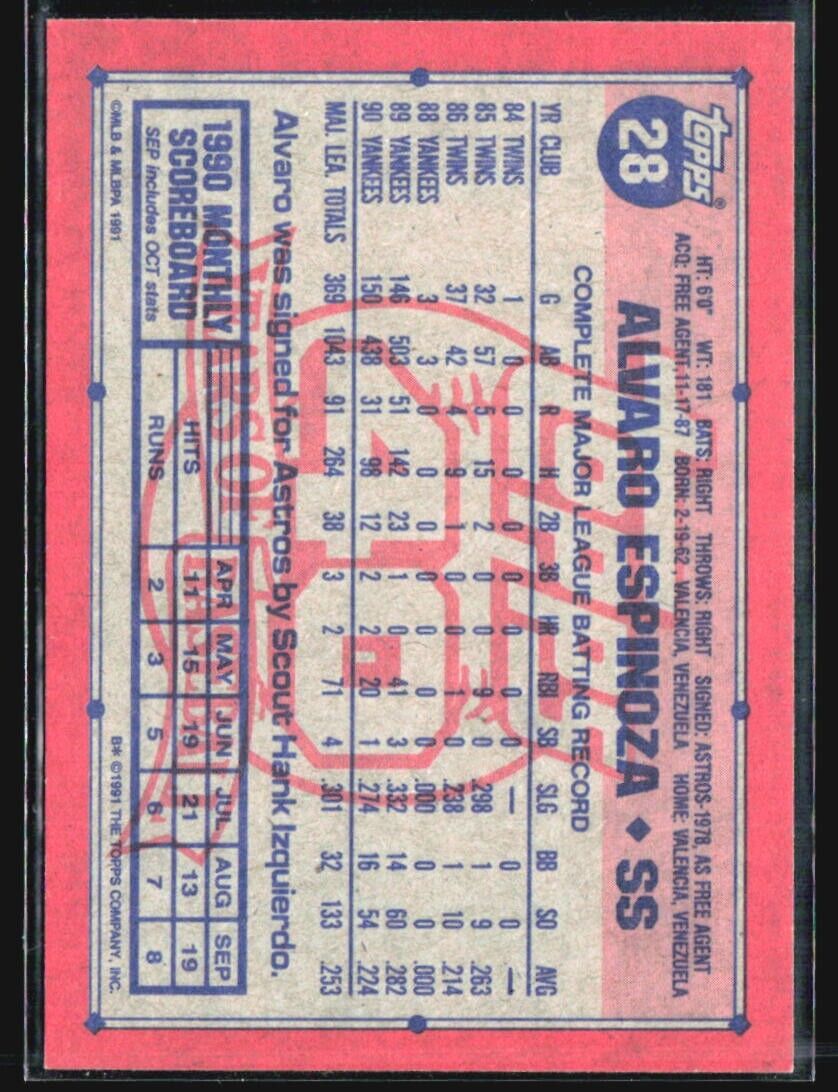 topps®
28
HT: 6'0" WT: 181 BATS: RIGHT THROWS: RIGHT SIGNED: ASTROS-1978, AS FREE AGENT
ACQ: FREE AGENT, 11-17-87 BORN: 2-19-62, VALENCIA, VENEZUELA HOME: VALENCIA, VENEZUELA
ALVARO ESPINOZA ♦ SS
COMPLETE MAJOR LEAGUE BATTING RECORD
YR CLUB G AB R H 2B 3B HR RBI SB SLG BB SO AVG
84 TWINS 1 0 0 0 0 0 0 0 0 — 0 0 —
85 TWINS 32 57 5 15 2 0 0 9 0 .298 1 9 .263
86 TWINS 37 42 4 9 1 0 0 1 0 .238 1 10 .214
88 YANKEES 3 3 0 0 0 0 0 0 0 .000 0 0 .000
89 YANKEES 146 503 51 142 23 1 0 41 3 .332 14 60 .282
90 YANKEES 150 438 31 98 12 2 2 20 1 .274 16 54 .224
MAJ. LEA. TOTALS 369 1043 91 264 38 3 2 71 4 .301 32 133 .253
Alvaro was signed for Astros by Scout Hank Izquierdo.
1990 MONTHLY
SCOREBOARD
SEP includes OCT stats
APR MAY JUN JUL AUG SEP
HITS 11 15 19 21 13 19
RUNS 2 3 5 6 7 8
©MLB & MLBPA 1991
B* ©1991 THE TOPPS COMPANY, INC.
40
YEARS OF
BASEBALL